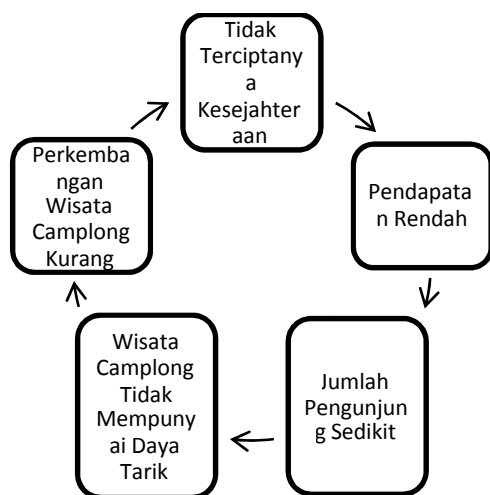 Tidak
Terciptany
a
Kesejahter
aan
Pendapata
n Rendah
Jumlah
Pengunjun
g Sedikit
Wisata
Camplong
Tidak
Mempuny
ai Daya
Tarik
Perkemba
ngan
Wisata
Camplong
Kurang